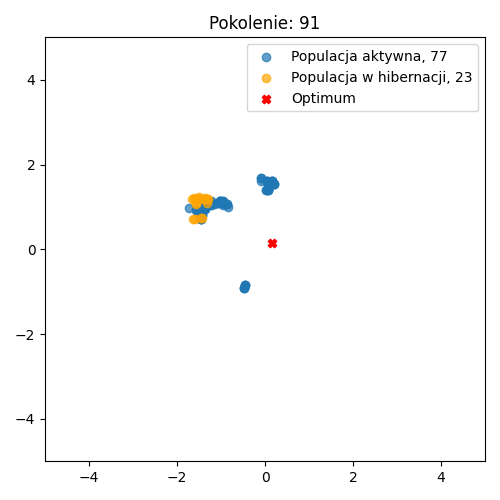 Pokolenie: 91
Populacja aktywna, 77
Populacja w hibernacji, 23
Optimum
4
2
0
−2
−4
−4
−2
0
2
4